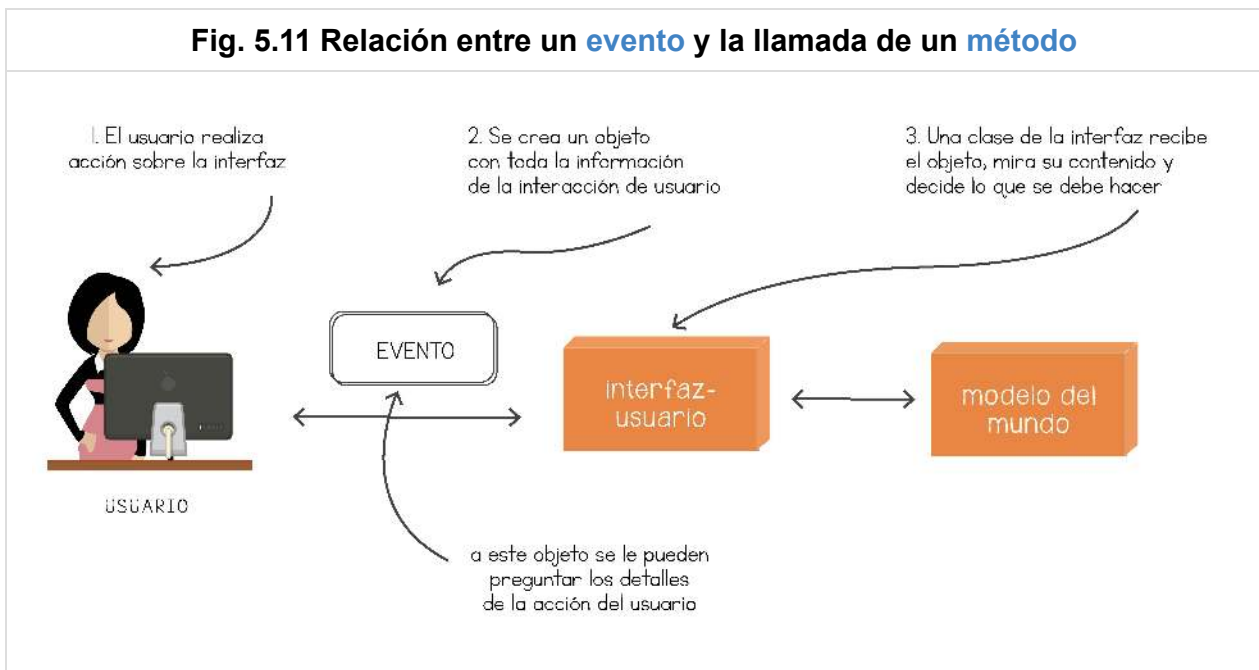 Fig. 5.11 Relación entre un evento y la llamada de un método
1. El usuario realiza
acción sobre la interfaz
2. Se crea un objeto
con toda la información
de la interacción de usuario
3. Una clase de la interfaz recibe
el objeto, mira su contenido y
decide lo que se debe hacer
EVENTO
interfaz-
usuario
modelo del
mundo
USUARIO
a este objeto se le pueden
preguntar los detalles
de la acción del usuario